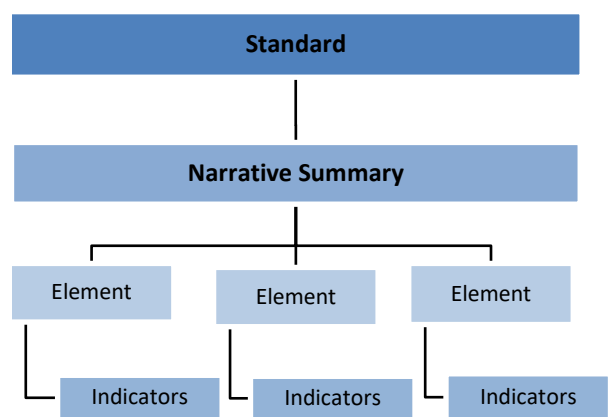 Standard
Narrative Summary
Element
Element
Element
Indicators
Indicators
Indicators